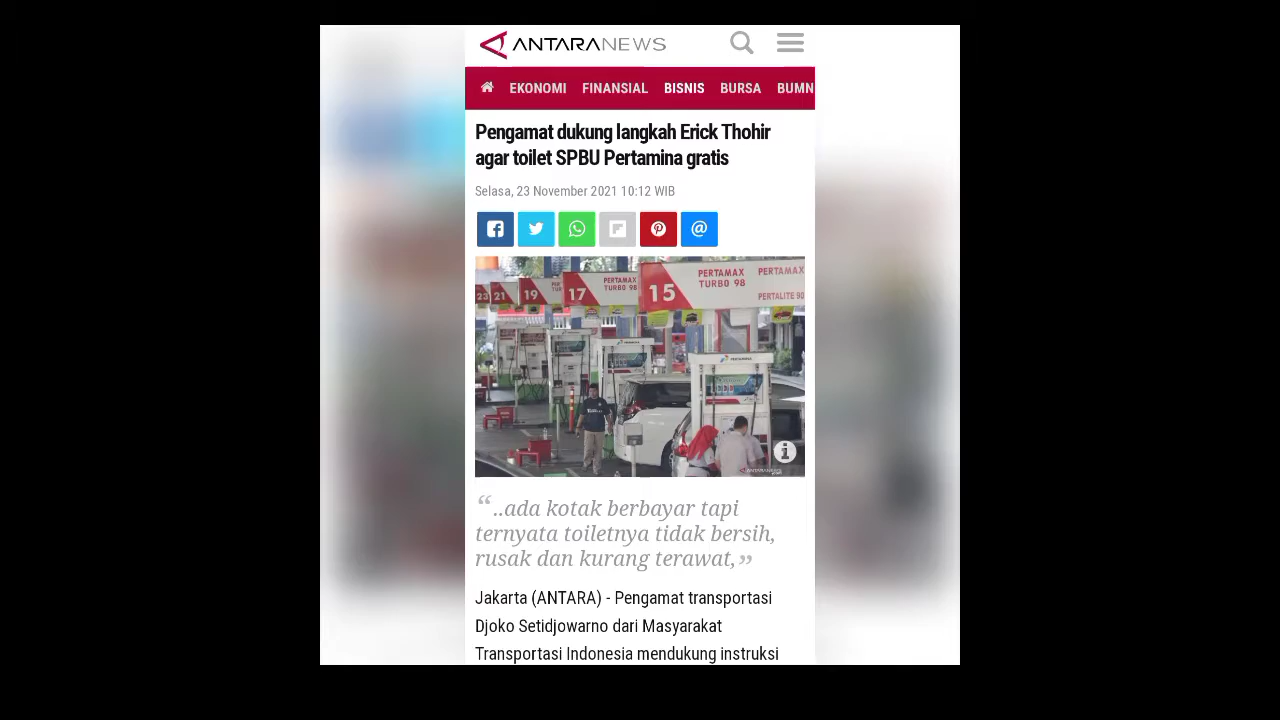 ANTARANEWS
EKONOMI FINANSIAL BISNIS BURSA BUMN
Pengamat dukung langkah Erick Thohir
agar toilet SPBU Pertamina gratis
Selasa, 23 November 2021 10:12 WIB
23 21 19 17 15
PERTAMAX
TURBO 98
PERTAMAX
TURBO 98
PERTAMAX
PERTALITE 90
“..ada kotak berbayar tapi
ternyata toiletnya tidak bersih,
rusak dan kurang terawat,”
Jakarta (ANTARA) - Pengamat transportasi
Djoko Setidjowarno dari Masyarakat
Transportasi Indonesia mendukung instruksi